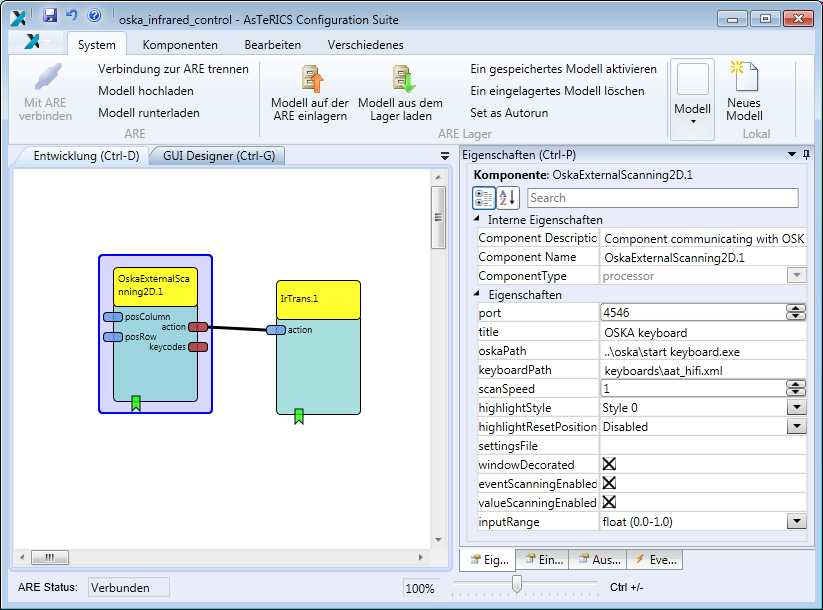 oska_infrared_control - AsTeRICS Configuration Suite
System Komponenten Bearbeiten Verschiedenes
Mit ARE verbinden
Verbindung zur ARE trennen
Modell hochladen
Modell runterladen
ARE
Modell auf der ARE einlagern
Modell aus dem Lager laden
Ein gespeichertes Modell aktivieren
Ein eingelagertes Modell löschen
Set as Autorun
ARE Lager
Modell
Neues Modell
Lokal
Entwicklung (Ctrl-D) GUI Designer (Ctrl-G)
OskaExternalSca
nning2D.1
posColumn
action
posRow
keycodes
IrTrans.1
action
Eigenschaften (Ctrl-P)
Komponente: OskaExternalScanning2D.1
A Z Search
Interne Eigenschaften
Component Descriptio Component communicating with OSK
Component Name OskaExternalScanning2D.1
ComponentType processor
Eigenschaften
port 4546
title OSKA keyboard
oskaPath ..\oska\start keyboard.exe
keyboardPath keyboards\aat_hifi.xml
scanSpeed 1
highlightStyle Style 0
highlightResetPosition Disabled
settingsFile
windowDecorated
eventScanningEnabled
valueScanningEnabled
inputRange float (0.0-1.0)
Eig... Ein... Aus... Eve...
ARE Status: Verbunden 100% Ctrl +/-